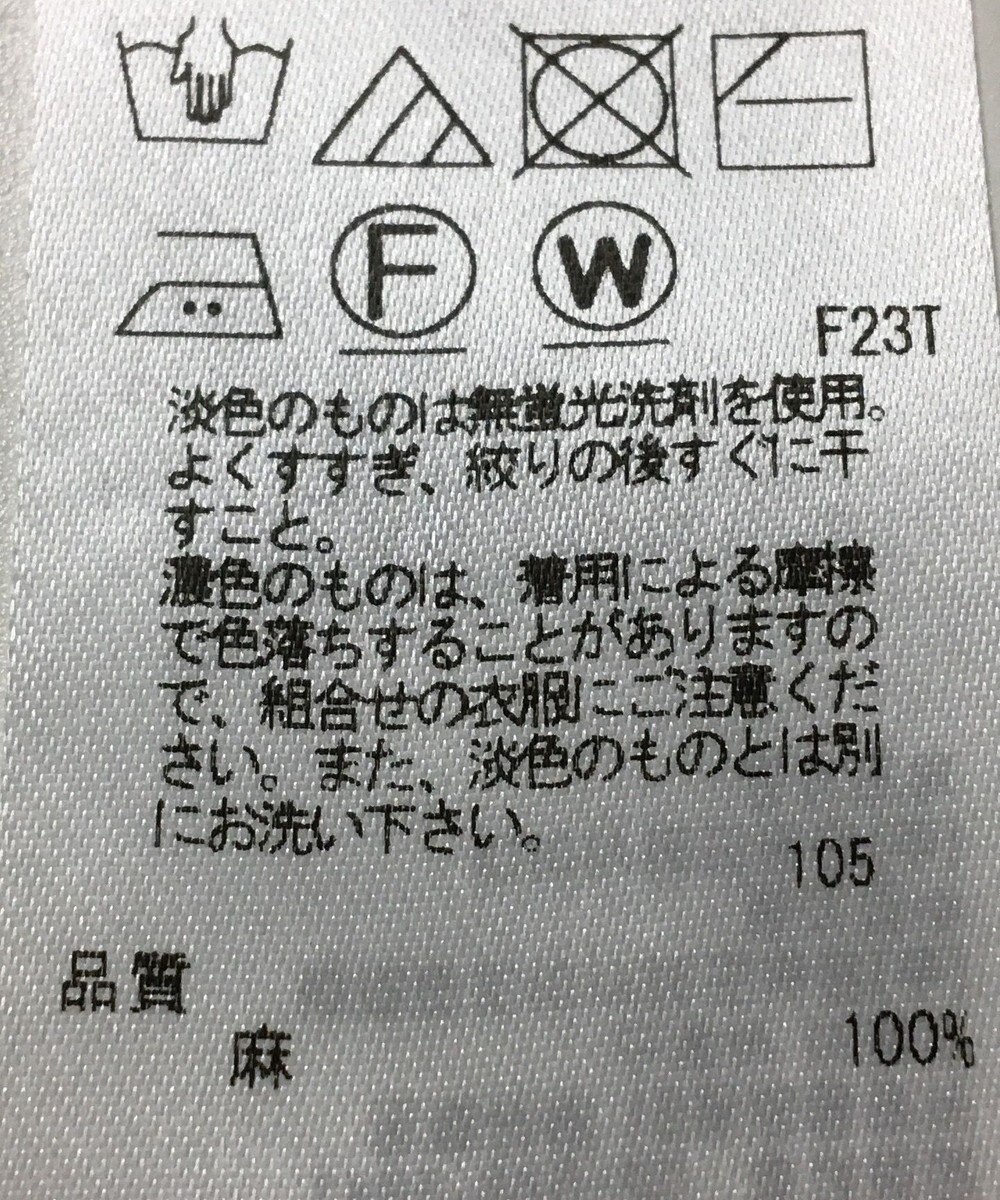 F W
F23T
淡色のものは無蛍光洗剤を使用。
よくすすぎ、絞りの後すぐに干
すこと。
濃色のものは、着用による摩擦
で色落ちすることがありますの
で、組合せの衣服にご注意くだ
さい。また、淡色のものとは別
にお洗い下さい。
105
品質
麻 100%